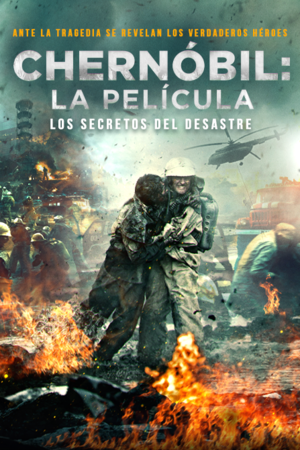 ANTE LA TRAGEDIA SE REVELAN LOS VERDADEROS HÉROES
CHERNÓBIL:
LA PELÍCULA
LOS SECRETOS DEL DESASTRE